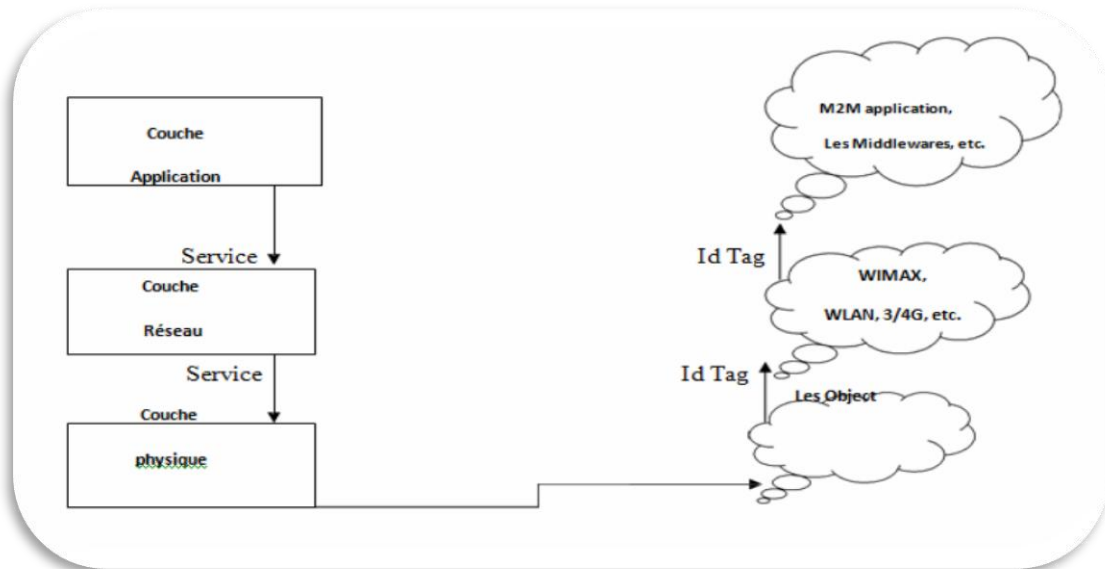 Couche
Application
Service
Couche
Réseau
Service
Couche
physique
M2M application,
Les Middlewares, etc.
Id Tag
WIMAX,
WLAN, 3/4G, etc.
Id Tag
Les Object